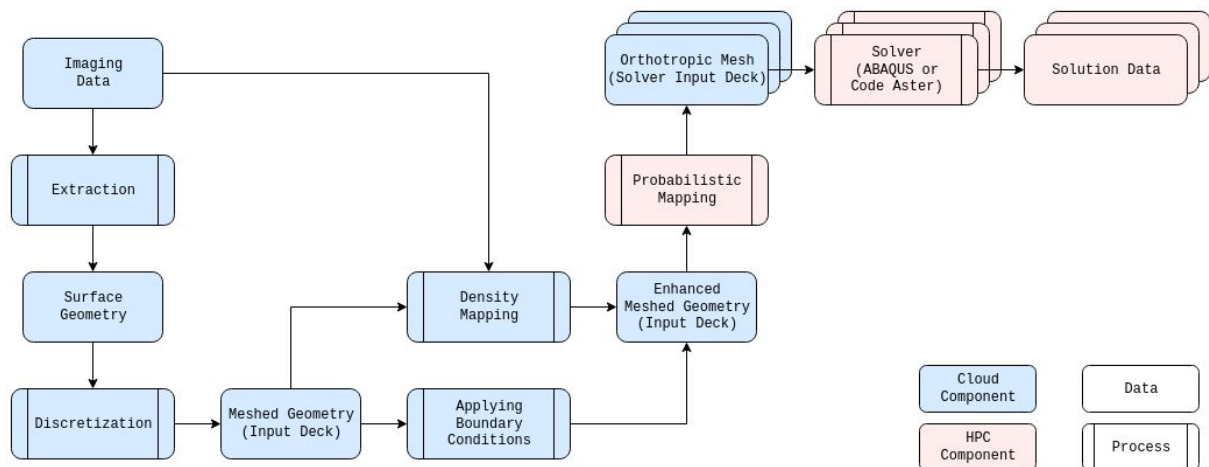 Imaging
Data
Extraction
Surface
Geometry
Discretization
Meshed Geometry
(Input Deck)
Density
Mapping
Applying
Boundary
Conditions
Enhanced
Meshed Geometry
(Input Deck)
Probabilistic
Mapping
Orthotropic Mesh
(Solver Input Deck)
Solver
(ABAQUS or
Code Aster)
Solution Data
Cloud
Component
Data
HPC
Component
Process